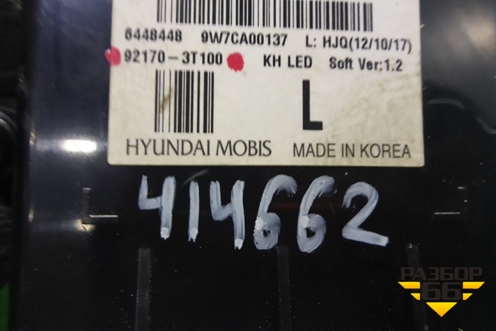 8448448 9W7CA00137 L: HJQ(12/10/17)
92170-3T100 KH LED Soft Ver;1.2
L
HYUNDAI MOBIS MADE IN KOREA
414662
РАЗБОР
66